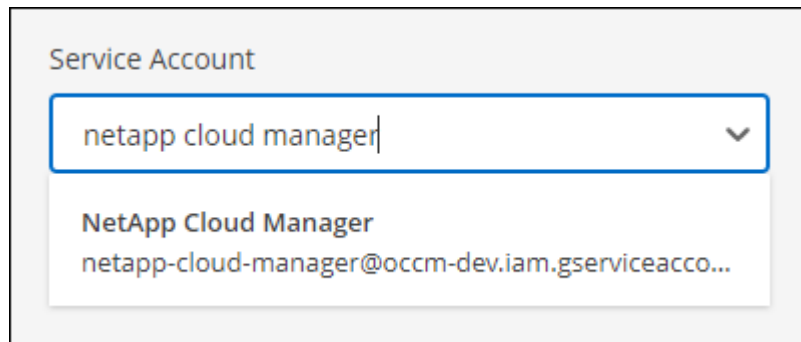 Service Account
netapp cloud manager
NetApp Cloud Manager
netapp-cloud-manager@occm-dev.iam.gserviceacco...